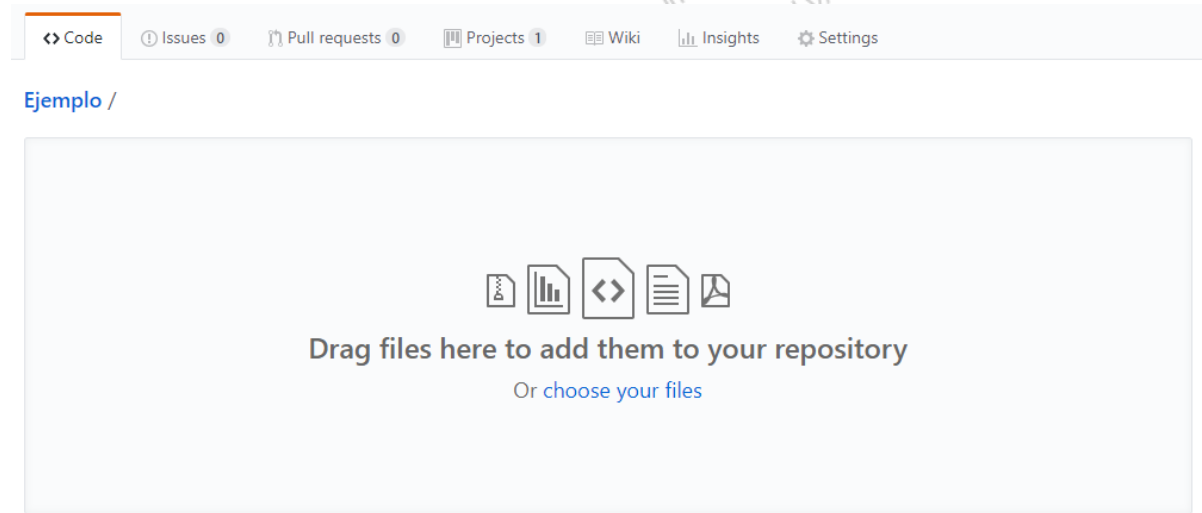 <> Code Issues 0 Pull requests 0 Projects 1 Wiki Insights Settings
Ejemplo /
Drag files here to add them to your repository
Or choose your files